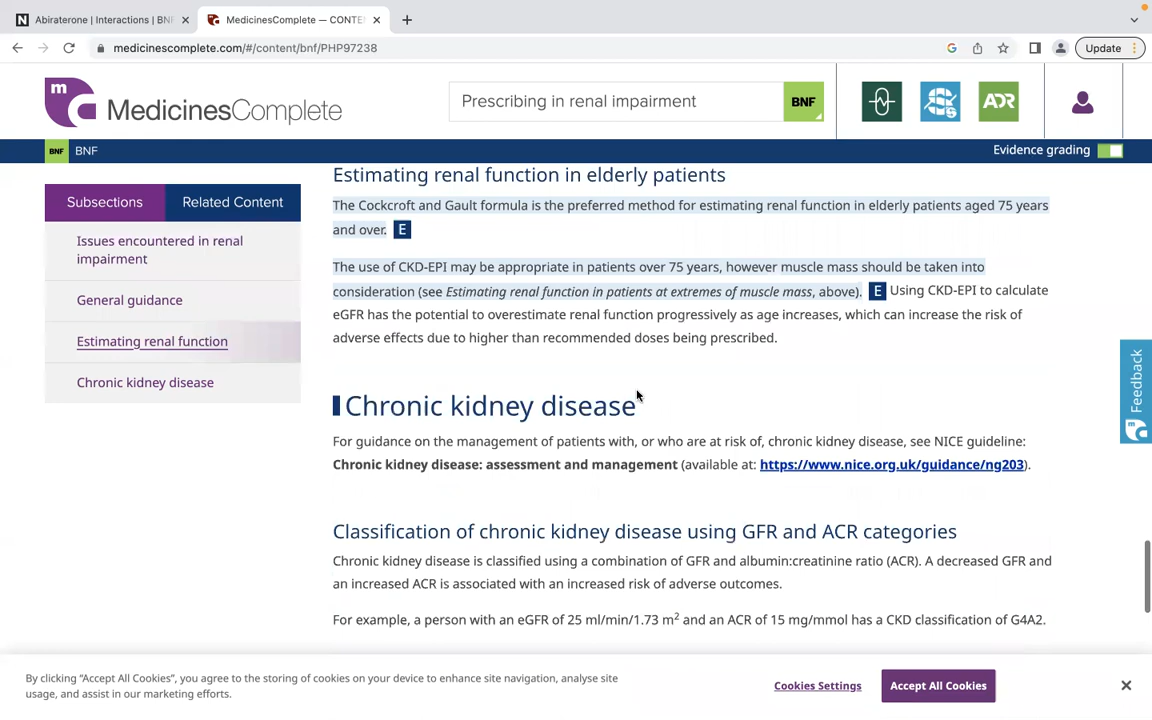 Abiraterone | Interactions | BNF
MedicinesComplete — CONTE
medicinescomplete.com/#/content/bnf/PHP97238
Update
m
c
MedicinesComplete
Prescribing in renal impairment
BNF
ADR
BNF
BNF
Evidence grading
Subsections
Related Content
Issues encountered in renal
impairment
General guidance
Estimating renal function
Chronic kidney disease
Estimating renal function in elderly patients
The Cockcroft and Gault formula is the preferred method for estimating renal function in elderly patients aged 75 years
and over. E
The use of CKD-EPI may be appropriate in patients over 75 years, however muscle mass should be taken into
consideration (see Estimating renal function in patients at extremes of muscle mass, above). E Using CKD-EPI to calculate
eGFR has the potential to overestimate renal function progressively as age increases, which can increase the risk of
adverse effects due to higher than recommended doses being prescribed.
Chronic kidney disease
For guidance on the management of patients with, or who are at risk of, chronic kidney disease, see NICE guideline:
Chronic kidney disease: assessment and management (available at: https://www.nice.org.uk/guidance/ng203).
Classification of chronic kidney disease using GFR and ACR categories
Chronic kidney disease is classified using a combination of GFR and albumin:creatinine ratio (ACR). A decreased GFR and
an increased ACR is associated with an increased risk of adverse outcomes.
For example, a person with an eGFR of 25 ml/min/1.73 m² and an ACR of 15 mg/mmol has a CKD classification of G4A2.
Feedback
By clicking “Accept All Cookies”, you agree to the storing of cookies on your device to enhance site navigation, analyse site
usage, and assist in our marketing efforts.
Cookies Settings
Accept All Cookies